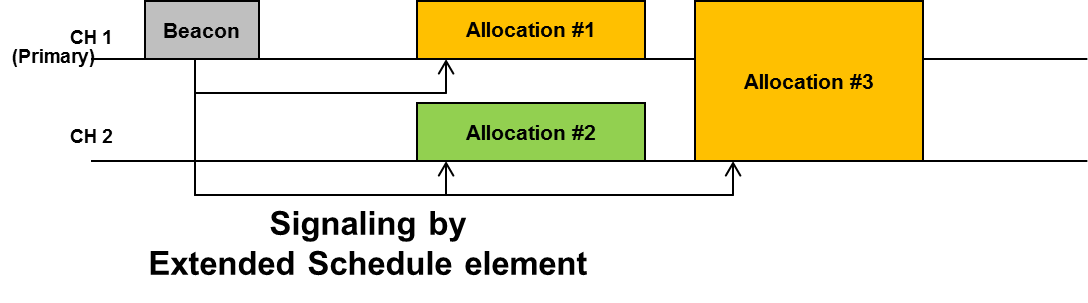 CH 1
(Primary)
Beacon
Allocation #1
Allocation #3
CH 2
Allocation #2
Signaling by
Extended Schedule element